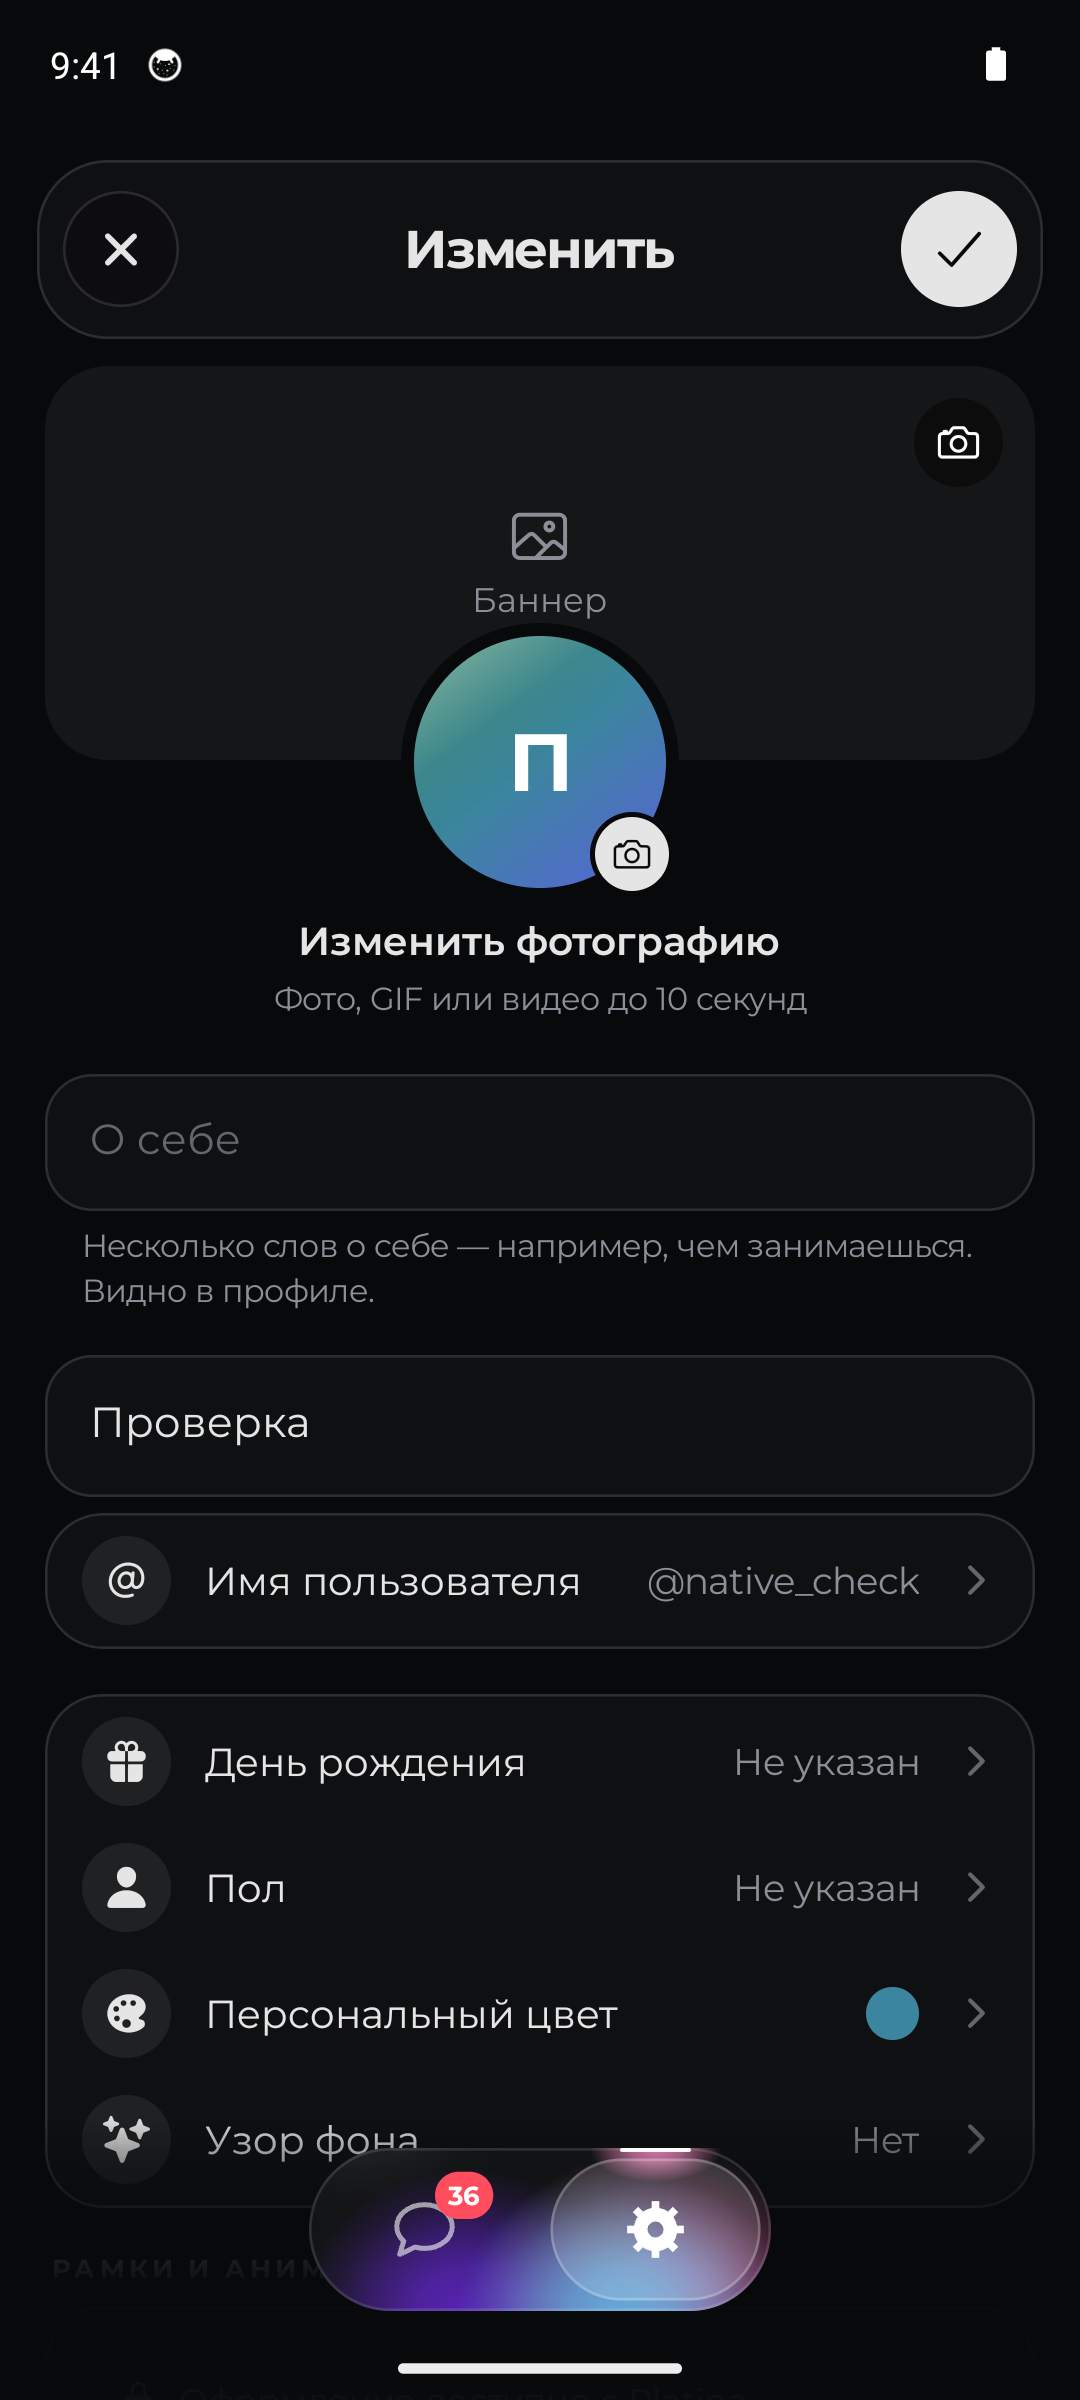 9:41
Изменить
Баннер
П
Изменить фотографию
Фото, GIF или видео до 10 секунд
О себе
Несколько слов о себе — например, чем занимаешься.
Видно в профиле.
Проверка
@ Имя пользователя @native_check
День рождения Не указан
Пол Не указан
Персональный цвет
Узор фона Нет
36
РАМКИ И